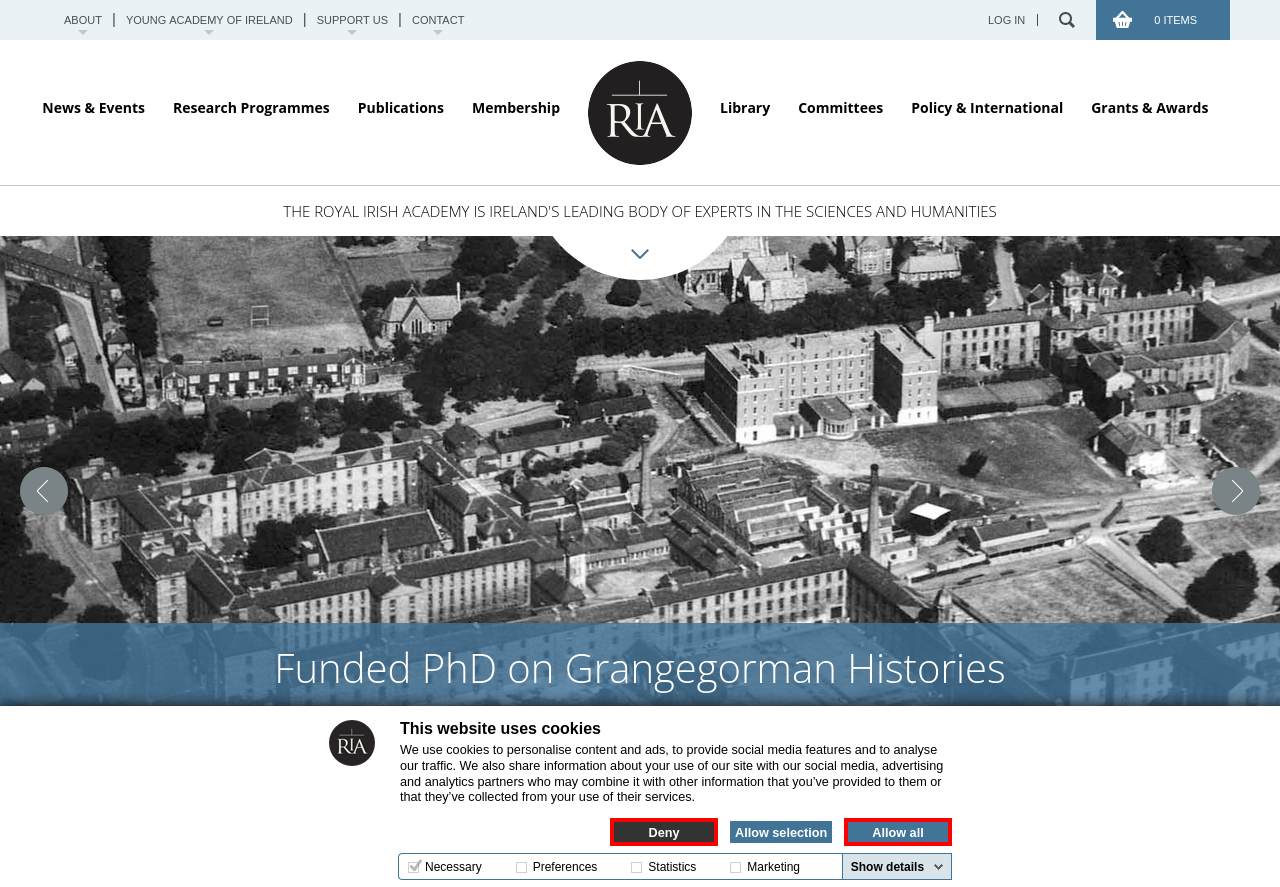 ABOUT | YOUNG ACADEMY OF IRELAND | SUPPORT US | CONTACT
LOG IN |
0 ITEMS
News & Events
Research Programmes
Publications
Membership
RIA
Library
Committees
Policy & International
Grants & Awards
THE ROYAL IRISH ACADEMY IS IRELAND'S LEADING BODY OF EXPERTS IN THE SCIENCES AND HUMANITIES
Funded PhD on Grangegorman Histories
RIA
This website uses cookies
We use cookies to personalise content and ads, to provide social media features and to analyse
our traffic. We also share information about your use of our site with our social media, advertising
and analytics partners who may combine it with other information that you’ve provided to them or
that they’ve collected from your use of their services.
Deny
Allow selection
Allow all
Necessary
Preferences
Statistics
Marketing
Show details